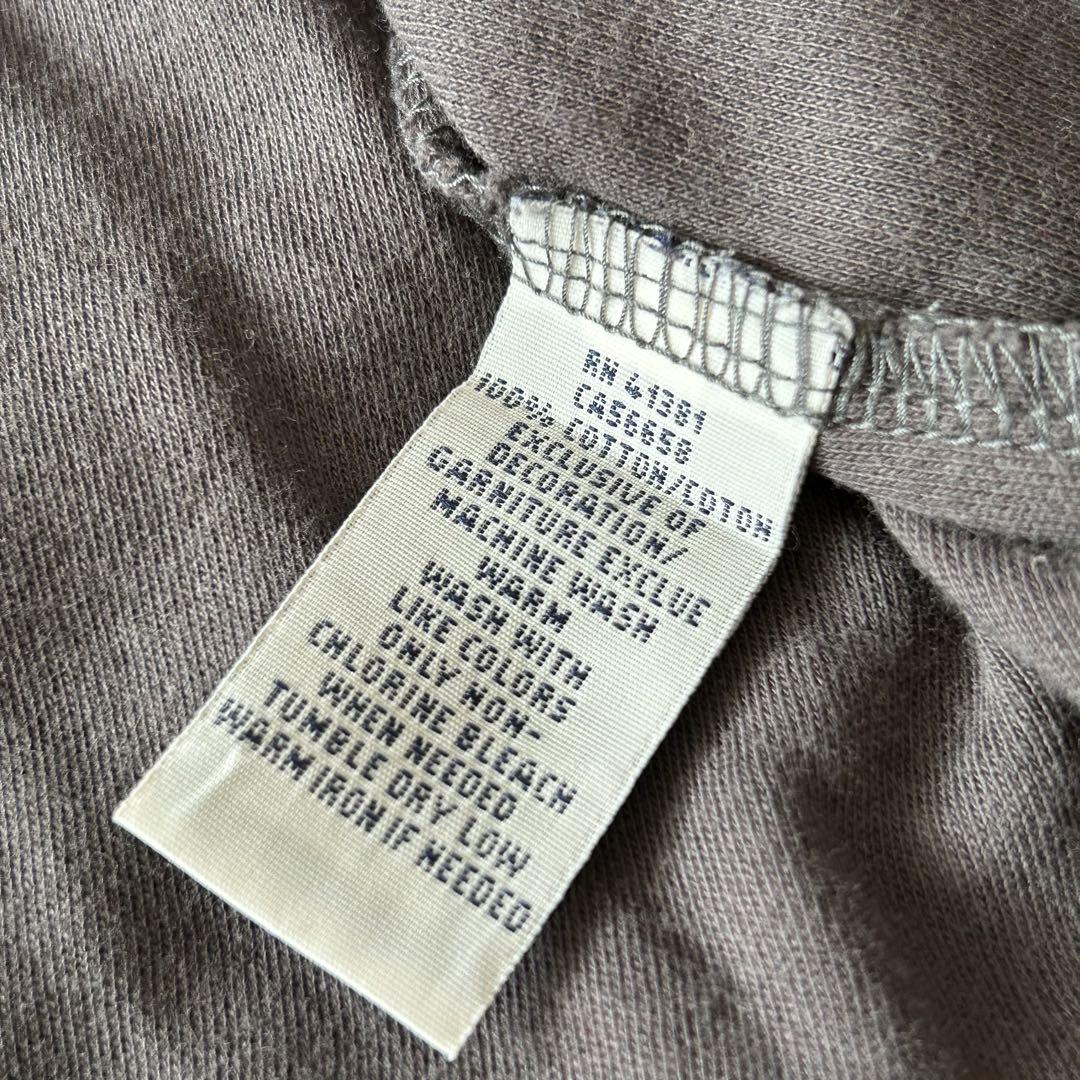 RN 41381
CA56658
100% COTTON/COTON
EXCLUSIVE OF
DECORATION/
GARNITURE EXCLUE
MACHINE WASH
WARM
WASH WITH
LIKE COLORS
ONLY NON-
CHLORINE BLEACH
WHEN NEEDED
TUMBLE DRY LOW
WARM IRON IF NEEDED